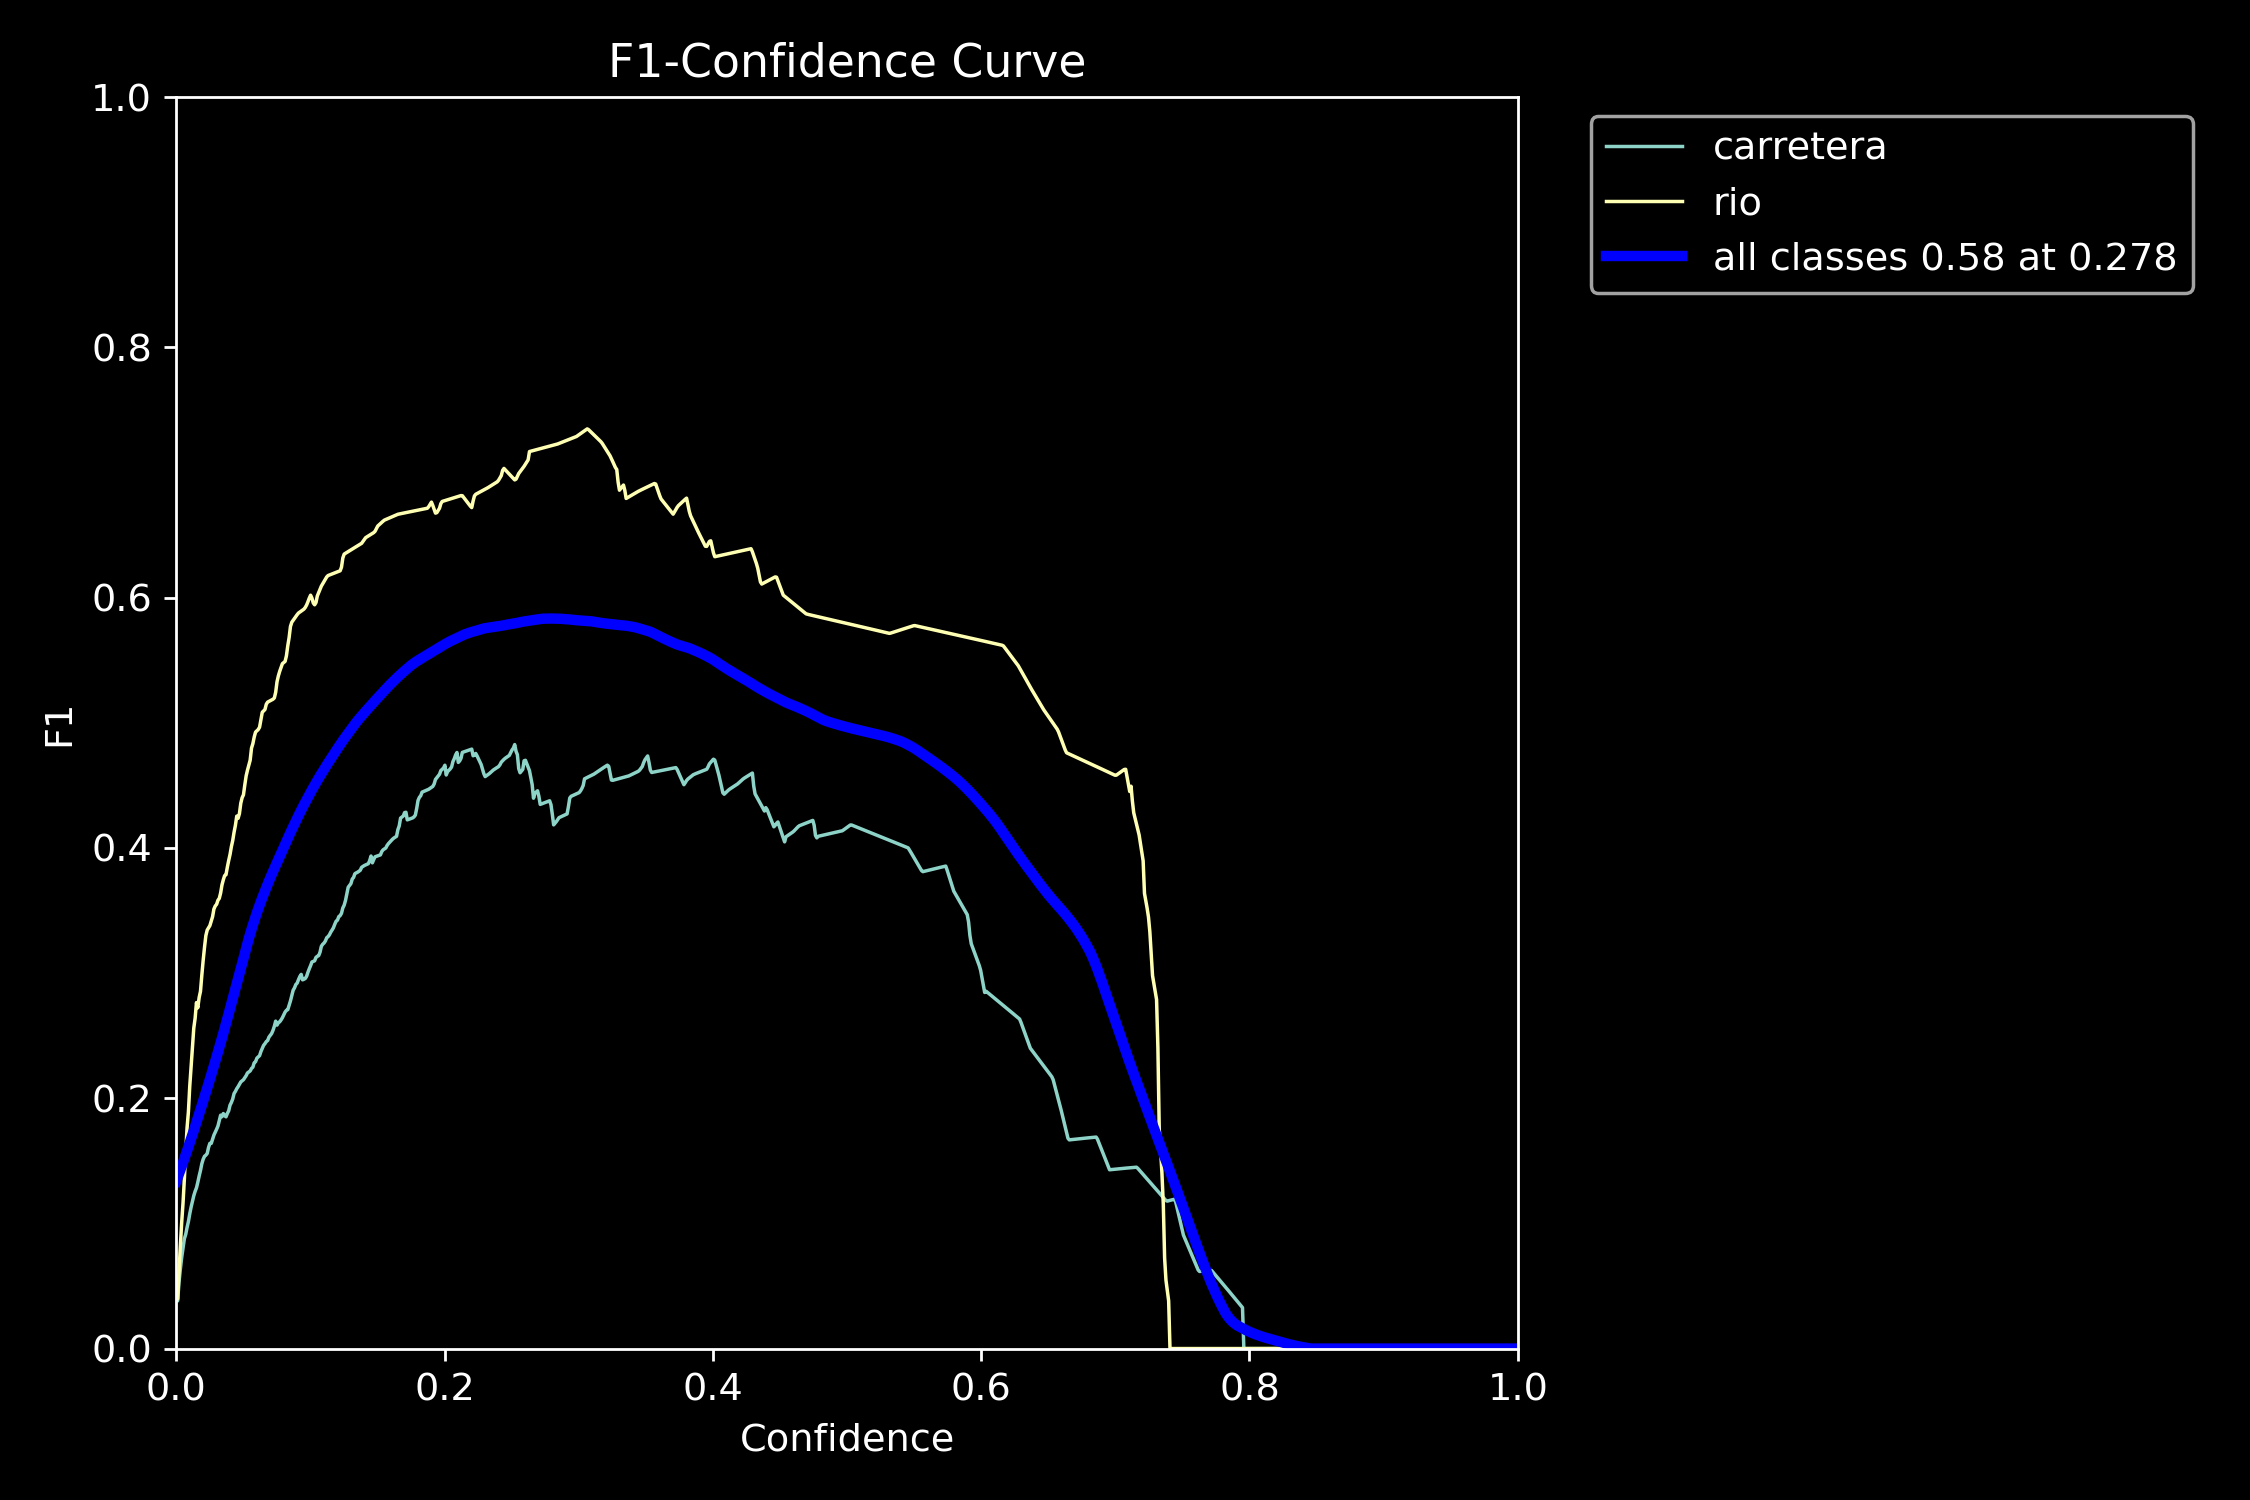 F1-Confidence Curve
1.0
0.8
0.6
0.4
0.2
0.0
F1
0.0 0.2 0.4 0.6 0.8 1.0
Confidence
carretera
rio
all classes 0.58 at 0.278